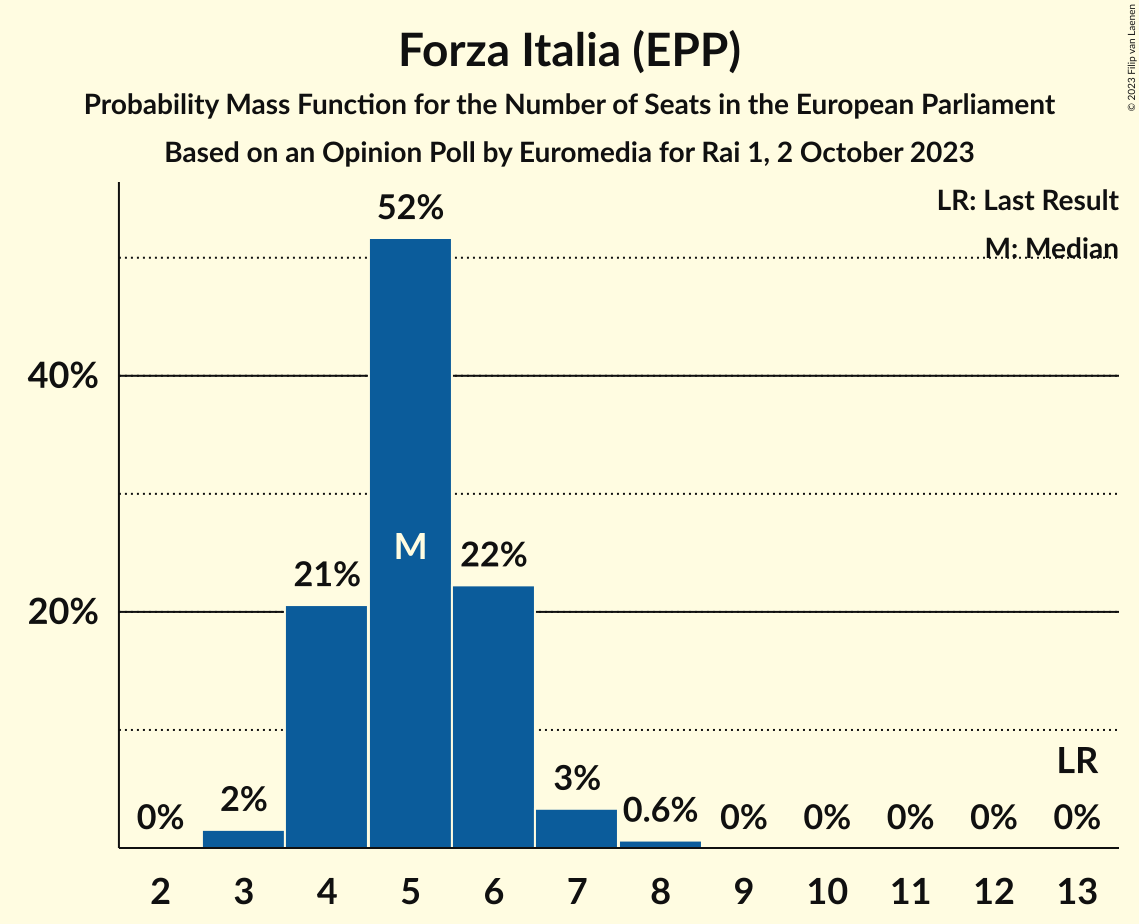 Forza Italia (EPP)
Probability Mass Function for the Number of Seats in the European Parliament
Based on an Opinion Poll by Euromedia for Rai 1, 2 October 2023
© 2023 Filip van Laenen
LR: Last Result
M: Median
52%
40%
M
22%
21%
20%
LR
3%
2%
0.6%
0% 0% 0% 0% 0% 0%
2 3 4 5 6 7 8 9 10 11 12 13